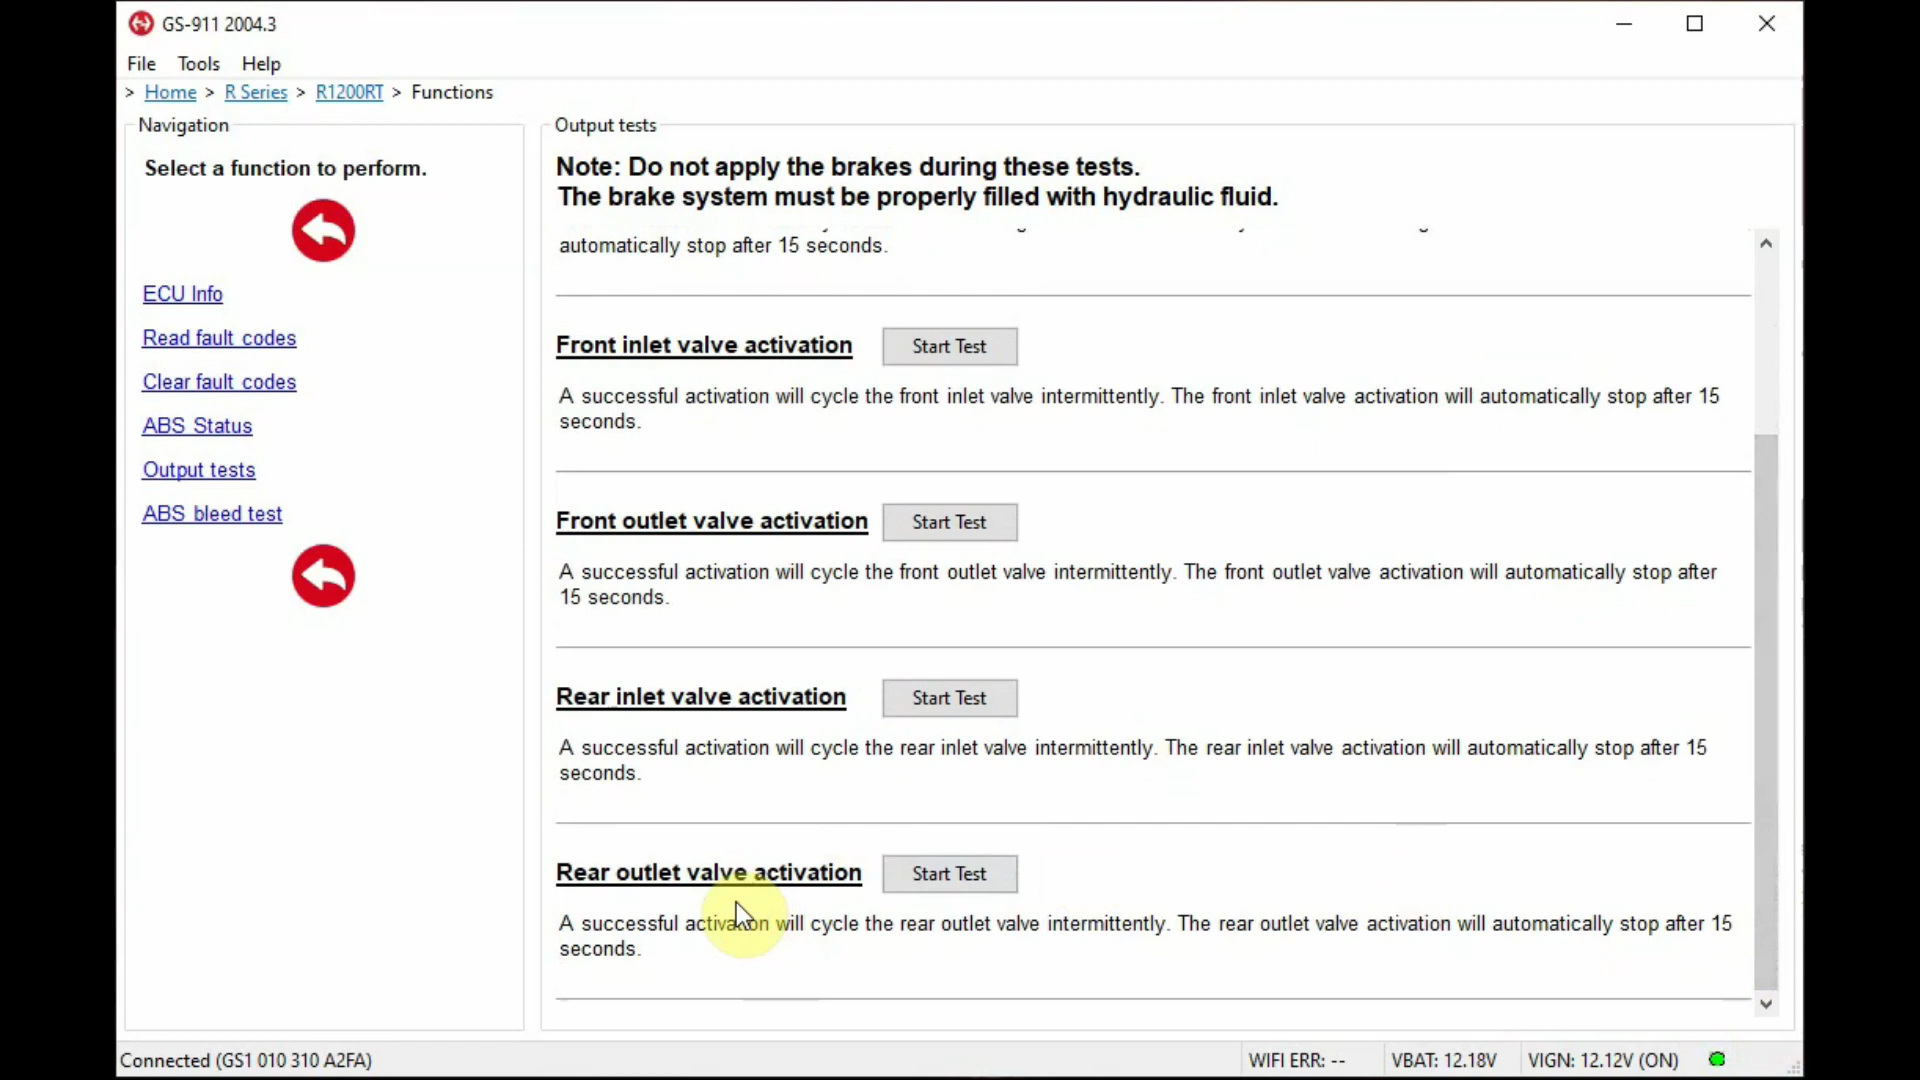 GS-911 2004.3
File Tools Help
> Home > R Series > R1200RT > Functions
Navigation
Select a function to perform.
ECU Info
Read fault codes
Clear fault codes
ABS Status
Output tests
ABS bleed test
Output tests
Note: Do not apply the brakes during these tests.
The brake system must be properly filled with hydraulic fluid.
automatically stop after 15 seconds.
Front inlet valve activation Start Test
A successful activation will cycle the front inlet valve intermittently. The front inlet valve activation will automatically stop after 15
seconds.
Front outlet valve activation Start Test
A successful activation will cycle the front outlet valve intermittently. The front outlet valve activation will automatically stop after
15 seconds.
Rear inlet valve activation Start Test
A successful activation will cycle the rear inlet valve intermittently. The rear inlet valve activation will automatically stop after 15
seconds.
Rear outlet valve activation Start Test
A successful activation will cycle the rear outlet valve intermittently. The rear outlet valve activation will automatically stop after 15
seconds.
Connected (GS1 010 310 A2FA) WIFI ERR: -- VBAT: 12.18V VIGN: 12.12V (ON)